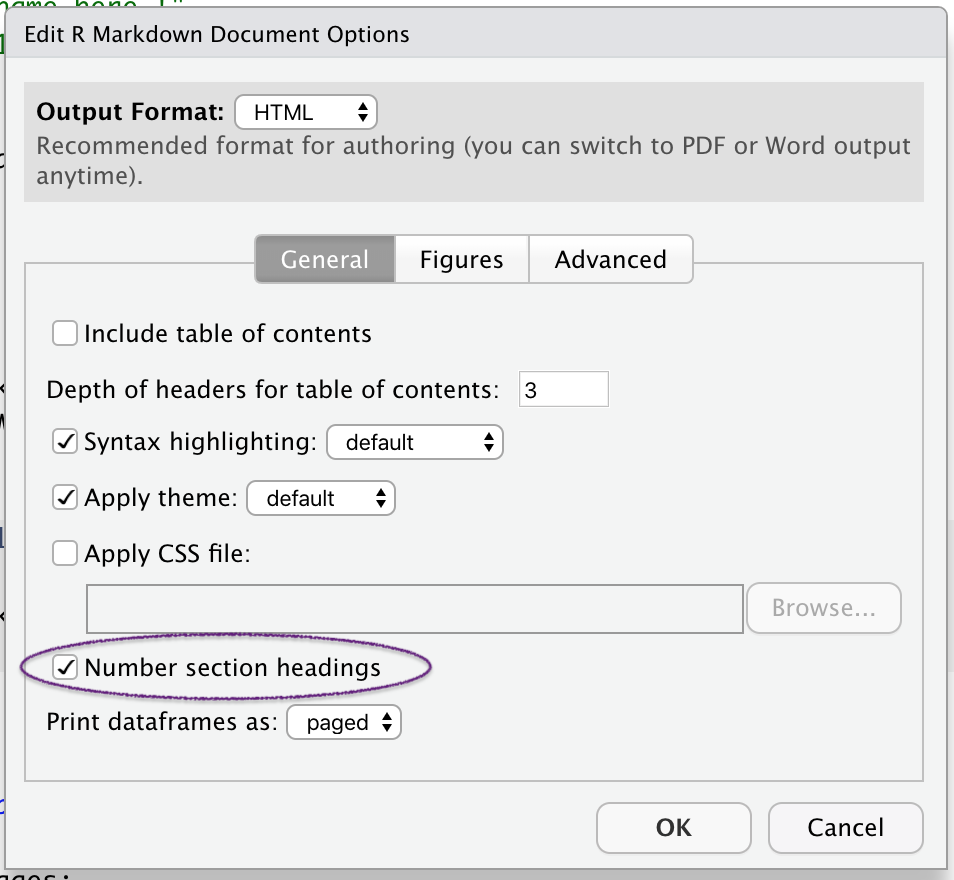 name here !"
Edit R Markdown Document Options
Output Format: HTML
Recommended format for authoring (you can switch to PDF or Word output
anytime).
General Figures Advanced
Include table of contents
Depth of headers for table of contents: 3
Syntax highlighting: default
Apply theme: default
Apply CSS file:
Browse...
Number section headings
Print dataframes as: paged
OK Cancel